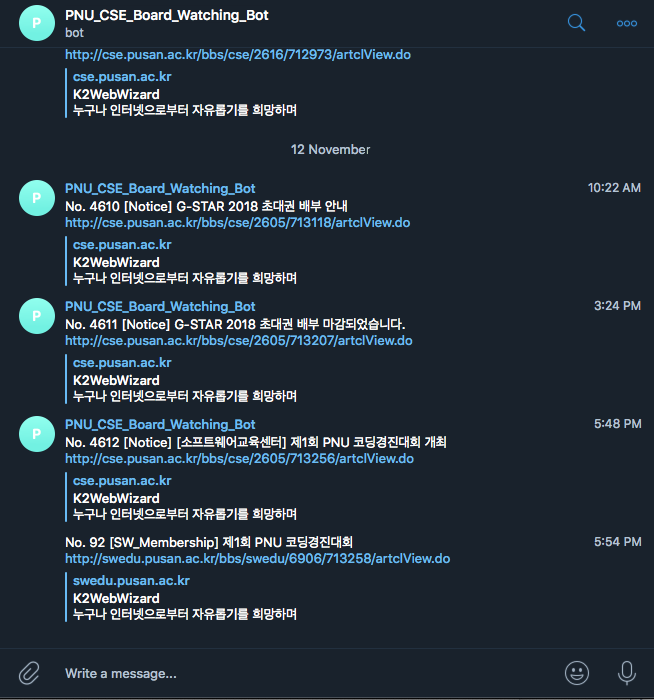 P
PNU_CSE_Board_Watching_Bot
bot
http://cse.pusan.ac.kr/bbs/cse/2616/712973/artclView.do
cse.pusan.ac.kr
K2WebWizard
누구나 인터넷으로부터 자유롭기를 희망하며
12 November
P
PNU_CSE_Board_Watching_Bot
10:22 AM
No. 4610 [Notice] G-STAR 2018 초대권 배부 안내
http://cse.pusan.ac.kr/bbs/cse/2605/713118/artclView.do
cse.pusan.ac.kr
K2WebWizard
누구나 인터넷으로부터 자유롭기를 희망하며
P
PNU_CSE_Board_Watching_Bot
3:24 PM
No. 4611 [Notice] G-STAR 2018 초대권 배부 마감되었습니다.
http://cse.pusan.ac.kr/bbs/cse/2605/713207/artclView.do
cse.pusan.ac.kr
K2WebWizard
누구나 인터넷으로부터 자유롭기를 희망하며
P
PNU_CSE_Board_Watching_Bot
5:48 PM
No. 4612 [Notice] [소프트웨어교육센터] 제1회 PNU 코딩경진대회 개최
http://cse.pusan.ac.kr/bbs/cse/2605/713256/artclView.do
cse.pusan.ac.kr
K2WebWizard
누구나 인터넷으로부터 자유롭기를 희망하며
No. 92 [SW_Membership] 제1회 PNU 코딩경진대회
5:54 PM
http://swedu.pusan.ac.kr/bbs/swedu/6906/713258/artclView.do
swedu.pusan.ac.kr
K2WebWizard
누구나 인터넷으로부터 자유롭기를 희망하며
Write a message...